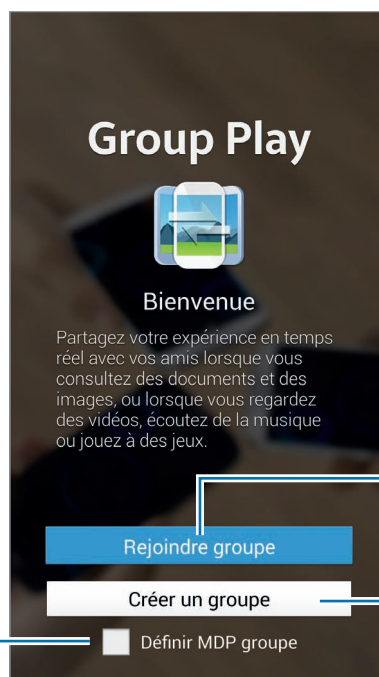 Group Play
Bienvenue
Partagez votre expérience en temps
réel avec vos amis lorsque vous
consultez des documents et des
images, ou lorsque vous regardez
des vidéos, écoutez de la musique
ou jouez à des jeux.
Rejoindre groupe
Créer un groupe
Définir MDP groupe